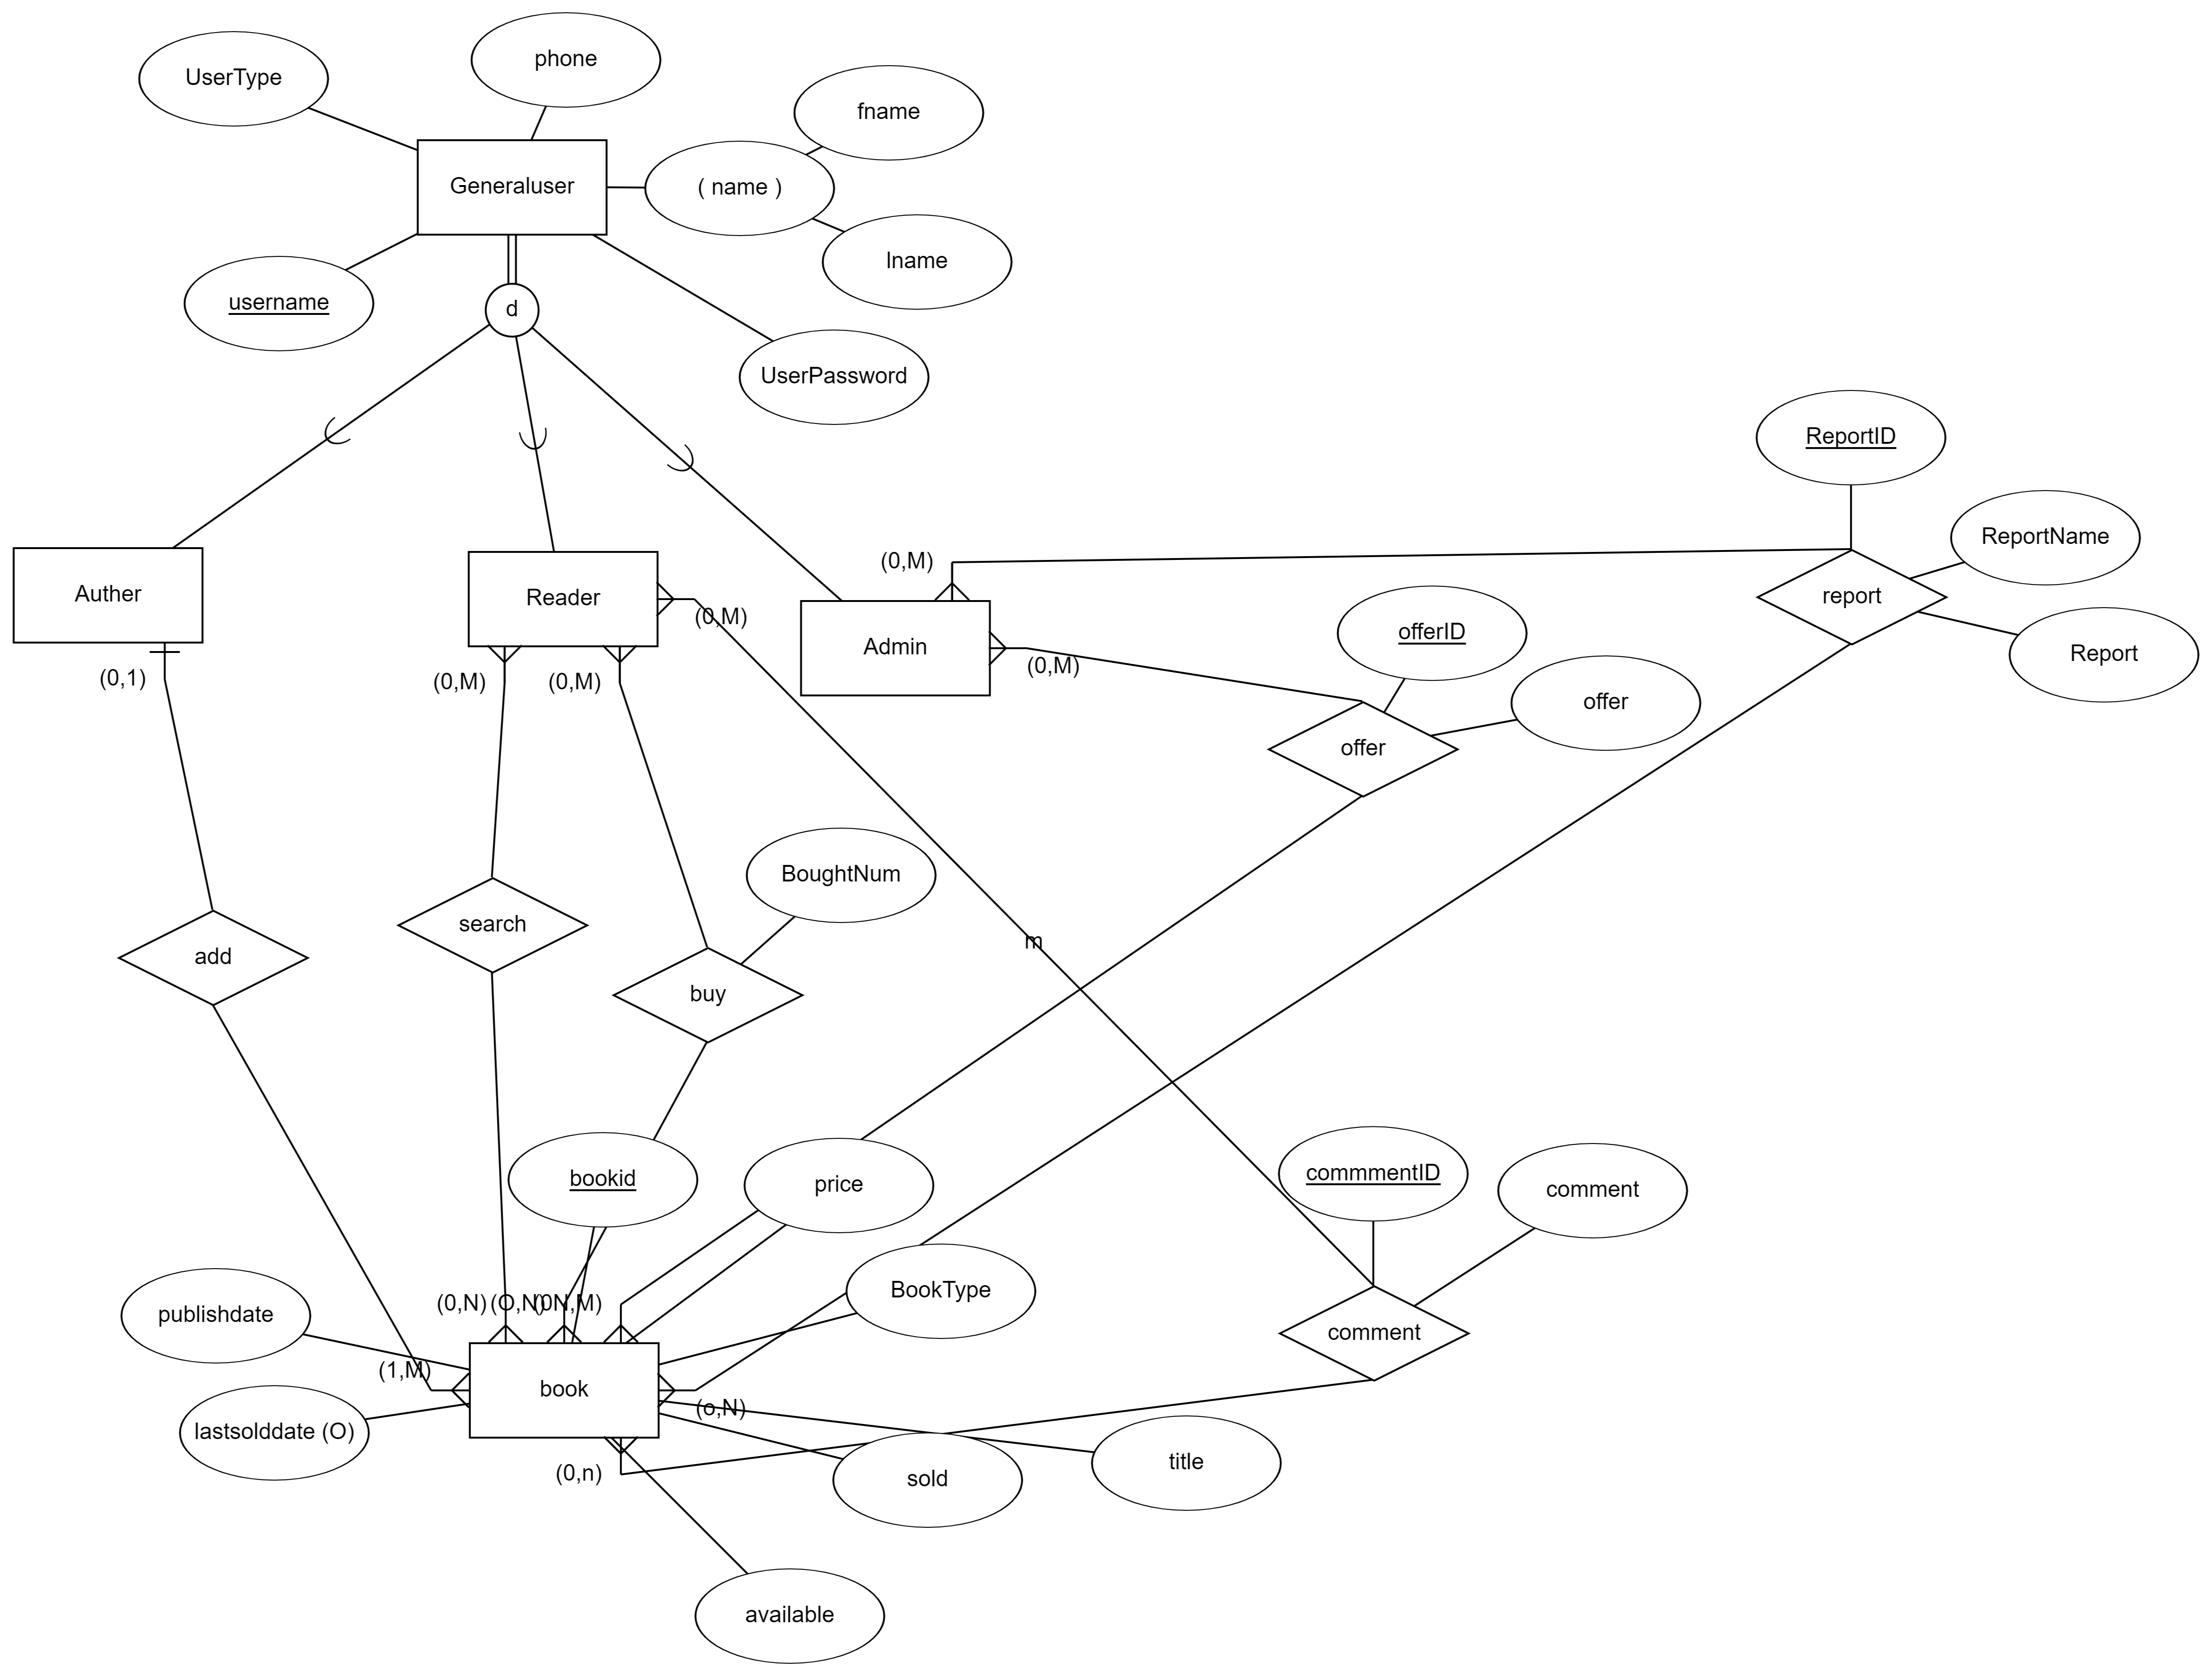 phone
UserType
fname
Generaluser
( name )
lname
username
d
UserPassword
ReportID
ReportName
(0,M)
Auther
Reader
report
(0,M)
offerID
Admin
Report
(0,M)
(0,1)
(0,M)
(0,M)
offer
offer
BoughtNum
search
m
add
buy
commmentID
bookid
price
comment
BookType
(0,N)
(O,N)
(0,M)
publishdate
comment
(1,M)
book
(o,N)
lastsolddate (O)
title
(0,n)
sold
available